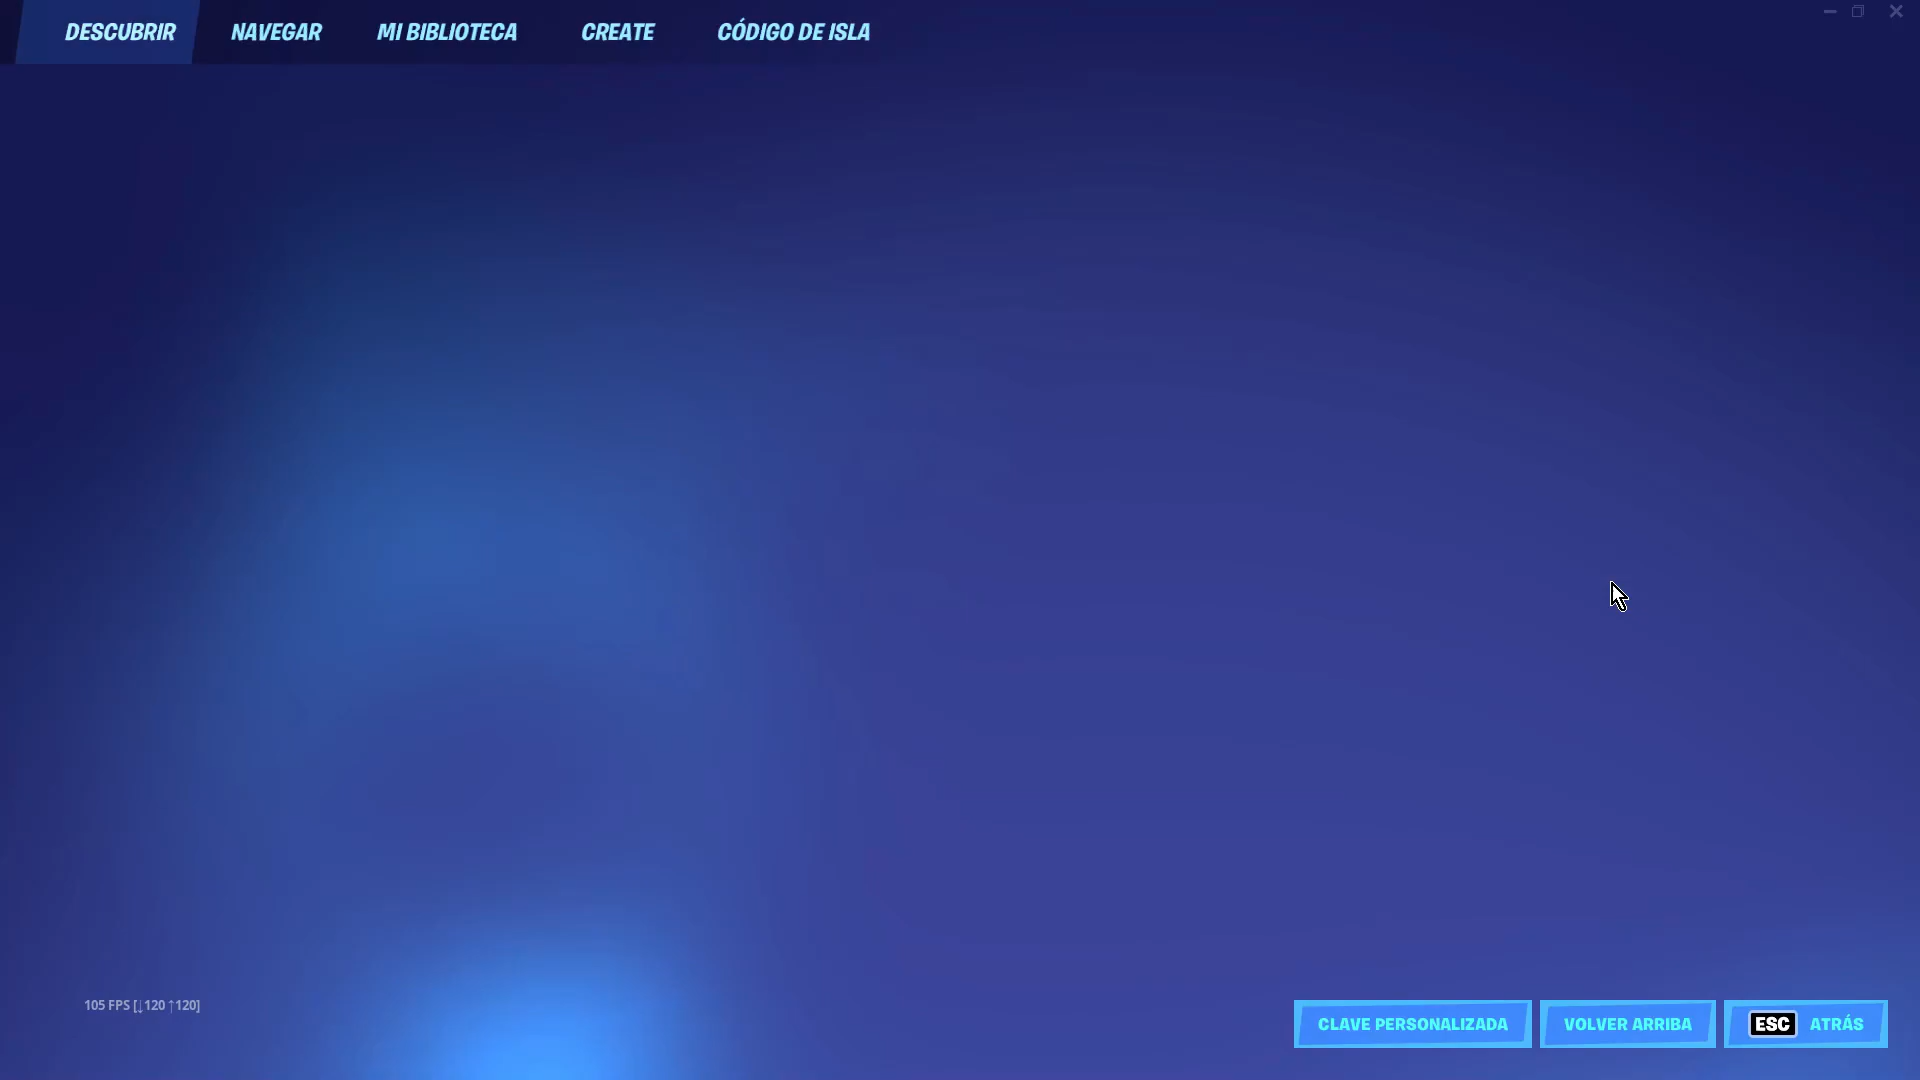 DESCUBRIR NAVEGAR MI BIBLIOTECA CREATE CÓDIGO DE ISLA
105 FPS [↓120 ↑120]
CLAVE PERSONALIZADA VOLVER ARRIBA ESC ATRÁS